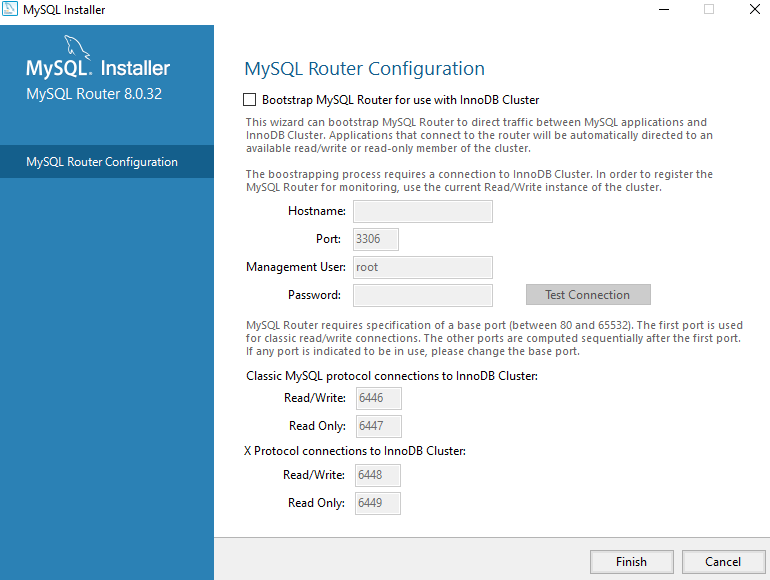 MySQL Installer
MySQL. Installer
MySQL Router 8.0.32
MySQL Router Configuration
MySQL Router Configuration
Bootstrap MySQL Router for use with InnoDB Cluster
This wizard can bootstrap MySQL Router to direct traffic between MySQL applications and
InnoDB Cluster. Applications that connect to the router will be automatically directed to an
available read/write or read-only member of the cluster.
The boostrapping process requires a connection to InnoDB Cluster. In order to register the
MySQL Router for monitoring, use the current Read/Write instance of the cluster.
Hostname:
Port: 3306
Management User: root
Password: Test Connection
MySQL Router requires specification of a base port (between 80 and 65532). The first port is used
for classic read/write connections. The other ports are computed sequentially after the first port.
If any port is indicated to be in use, please change the base port.
Classic MySQL protocol connections to InnoDB Cluster:
Read/Write: 6446
Read Only: 6447
X Protocol connections to InnoDB Cluster:
Read/Write: 6448
Read Only: 6449
Finish Cancel